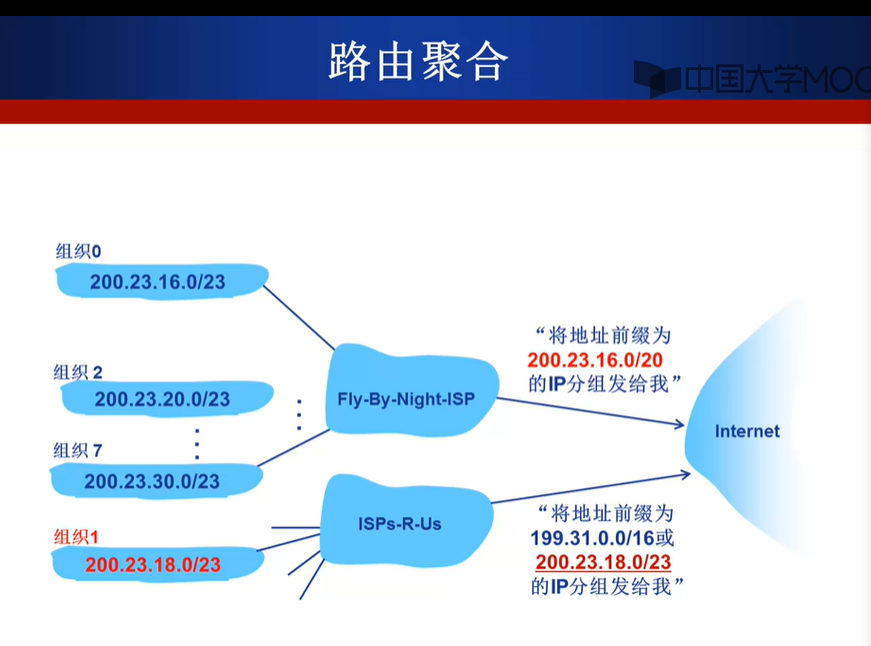 路由聚合
中国大学MOO
组织0
200.23.16.0/23
组织 2
200.23.20.0/23
组织 7
200.23.30.0/23
组织1
200.23.18.0/23
Fly-By-Night-ISP
ISPs-R-Us
“将地址前缀为
200.23.16.0/20
的IP分组发给我”
Internet
“将地址前缀为
199.31.0.0/16或
200.23.18.0/23
的IP分组发给我”